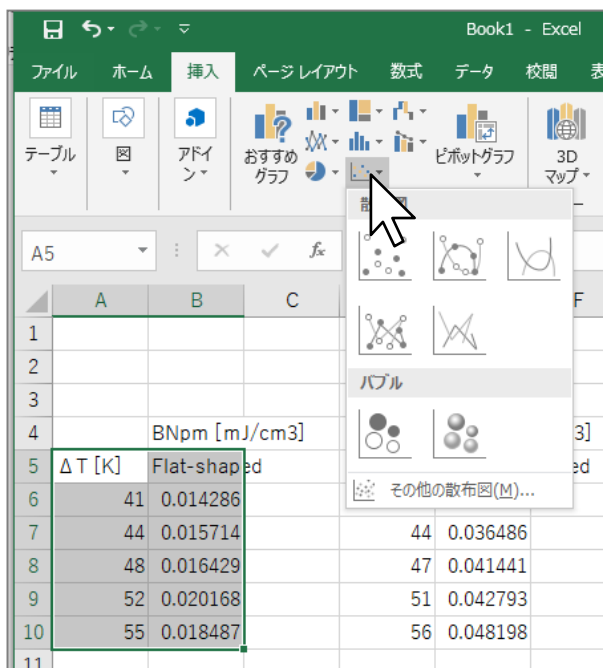 Book1 - Excel
ファイル ホーム 挿入 ページ レイアウト 数式 データ 校閲
テーブル 図 アドイン おすすめグラフ ピボットグラフ 3Dマップ
散
A5 fx
A B C F
1
2
3
4 BNpm [mJ/cm3] 3]
5 ΔT [K] Flat-shaped ed
6 41 0.014286
7 44 0.015714 44 0.036486
8 48 0.016429 47 0.041441
9 52 0.020168 51 0.042793
10 55 0.018487 56 0.048198
11
バブル
その他の散布図(M)...